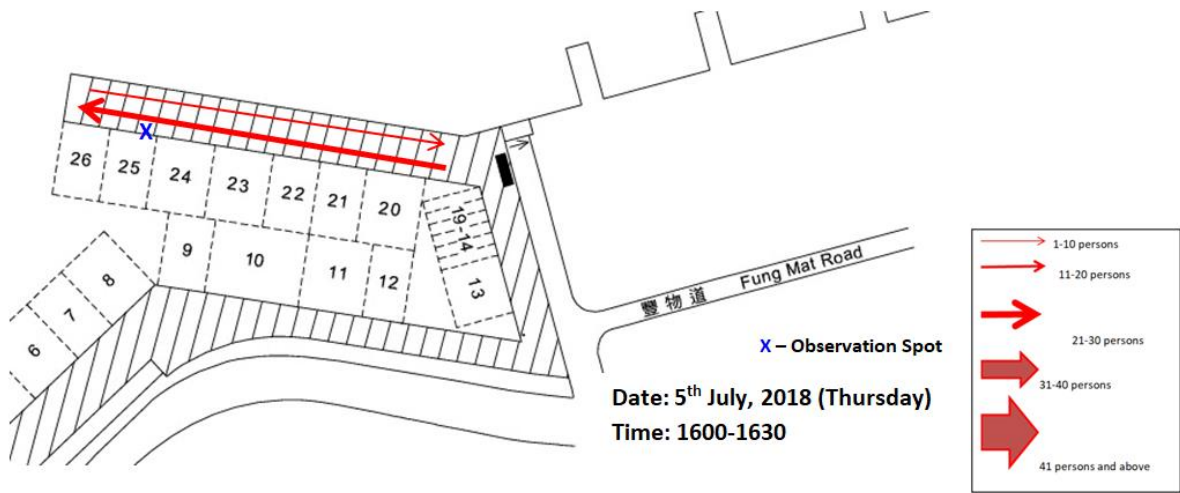 26
25
24
23
22
21
20
19-14
13
9
10
11
12
8
7
6
X
豐物道 Fung Mat Road
X – Observation Spot
Date: 5th July, 2018 (Thursday)
Time: 1600-1630
1-10 persons
11-20 persons
21-30 persons
31-40 persons
41 persons and above